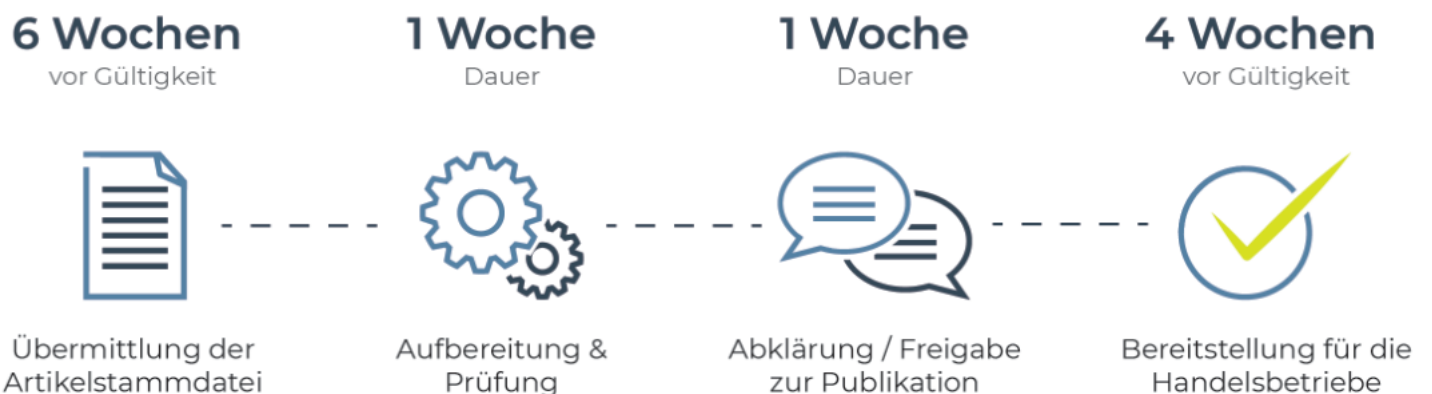 6 Wochen
vor Gültigkeit
Übermittlung der
Artikelstammdatei
1 Woche
Dauer
Aufbereitung &
Prüfung
1 Woche
Dauer
Abklärung / Freigabe
zur Publikation
4 Wochen
vor Gültigkeit
Bereitstellung für die
Handelsbetriebe